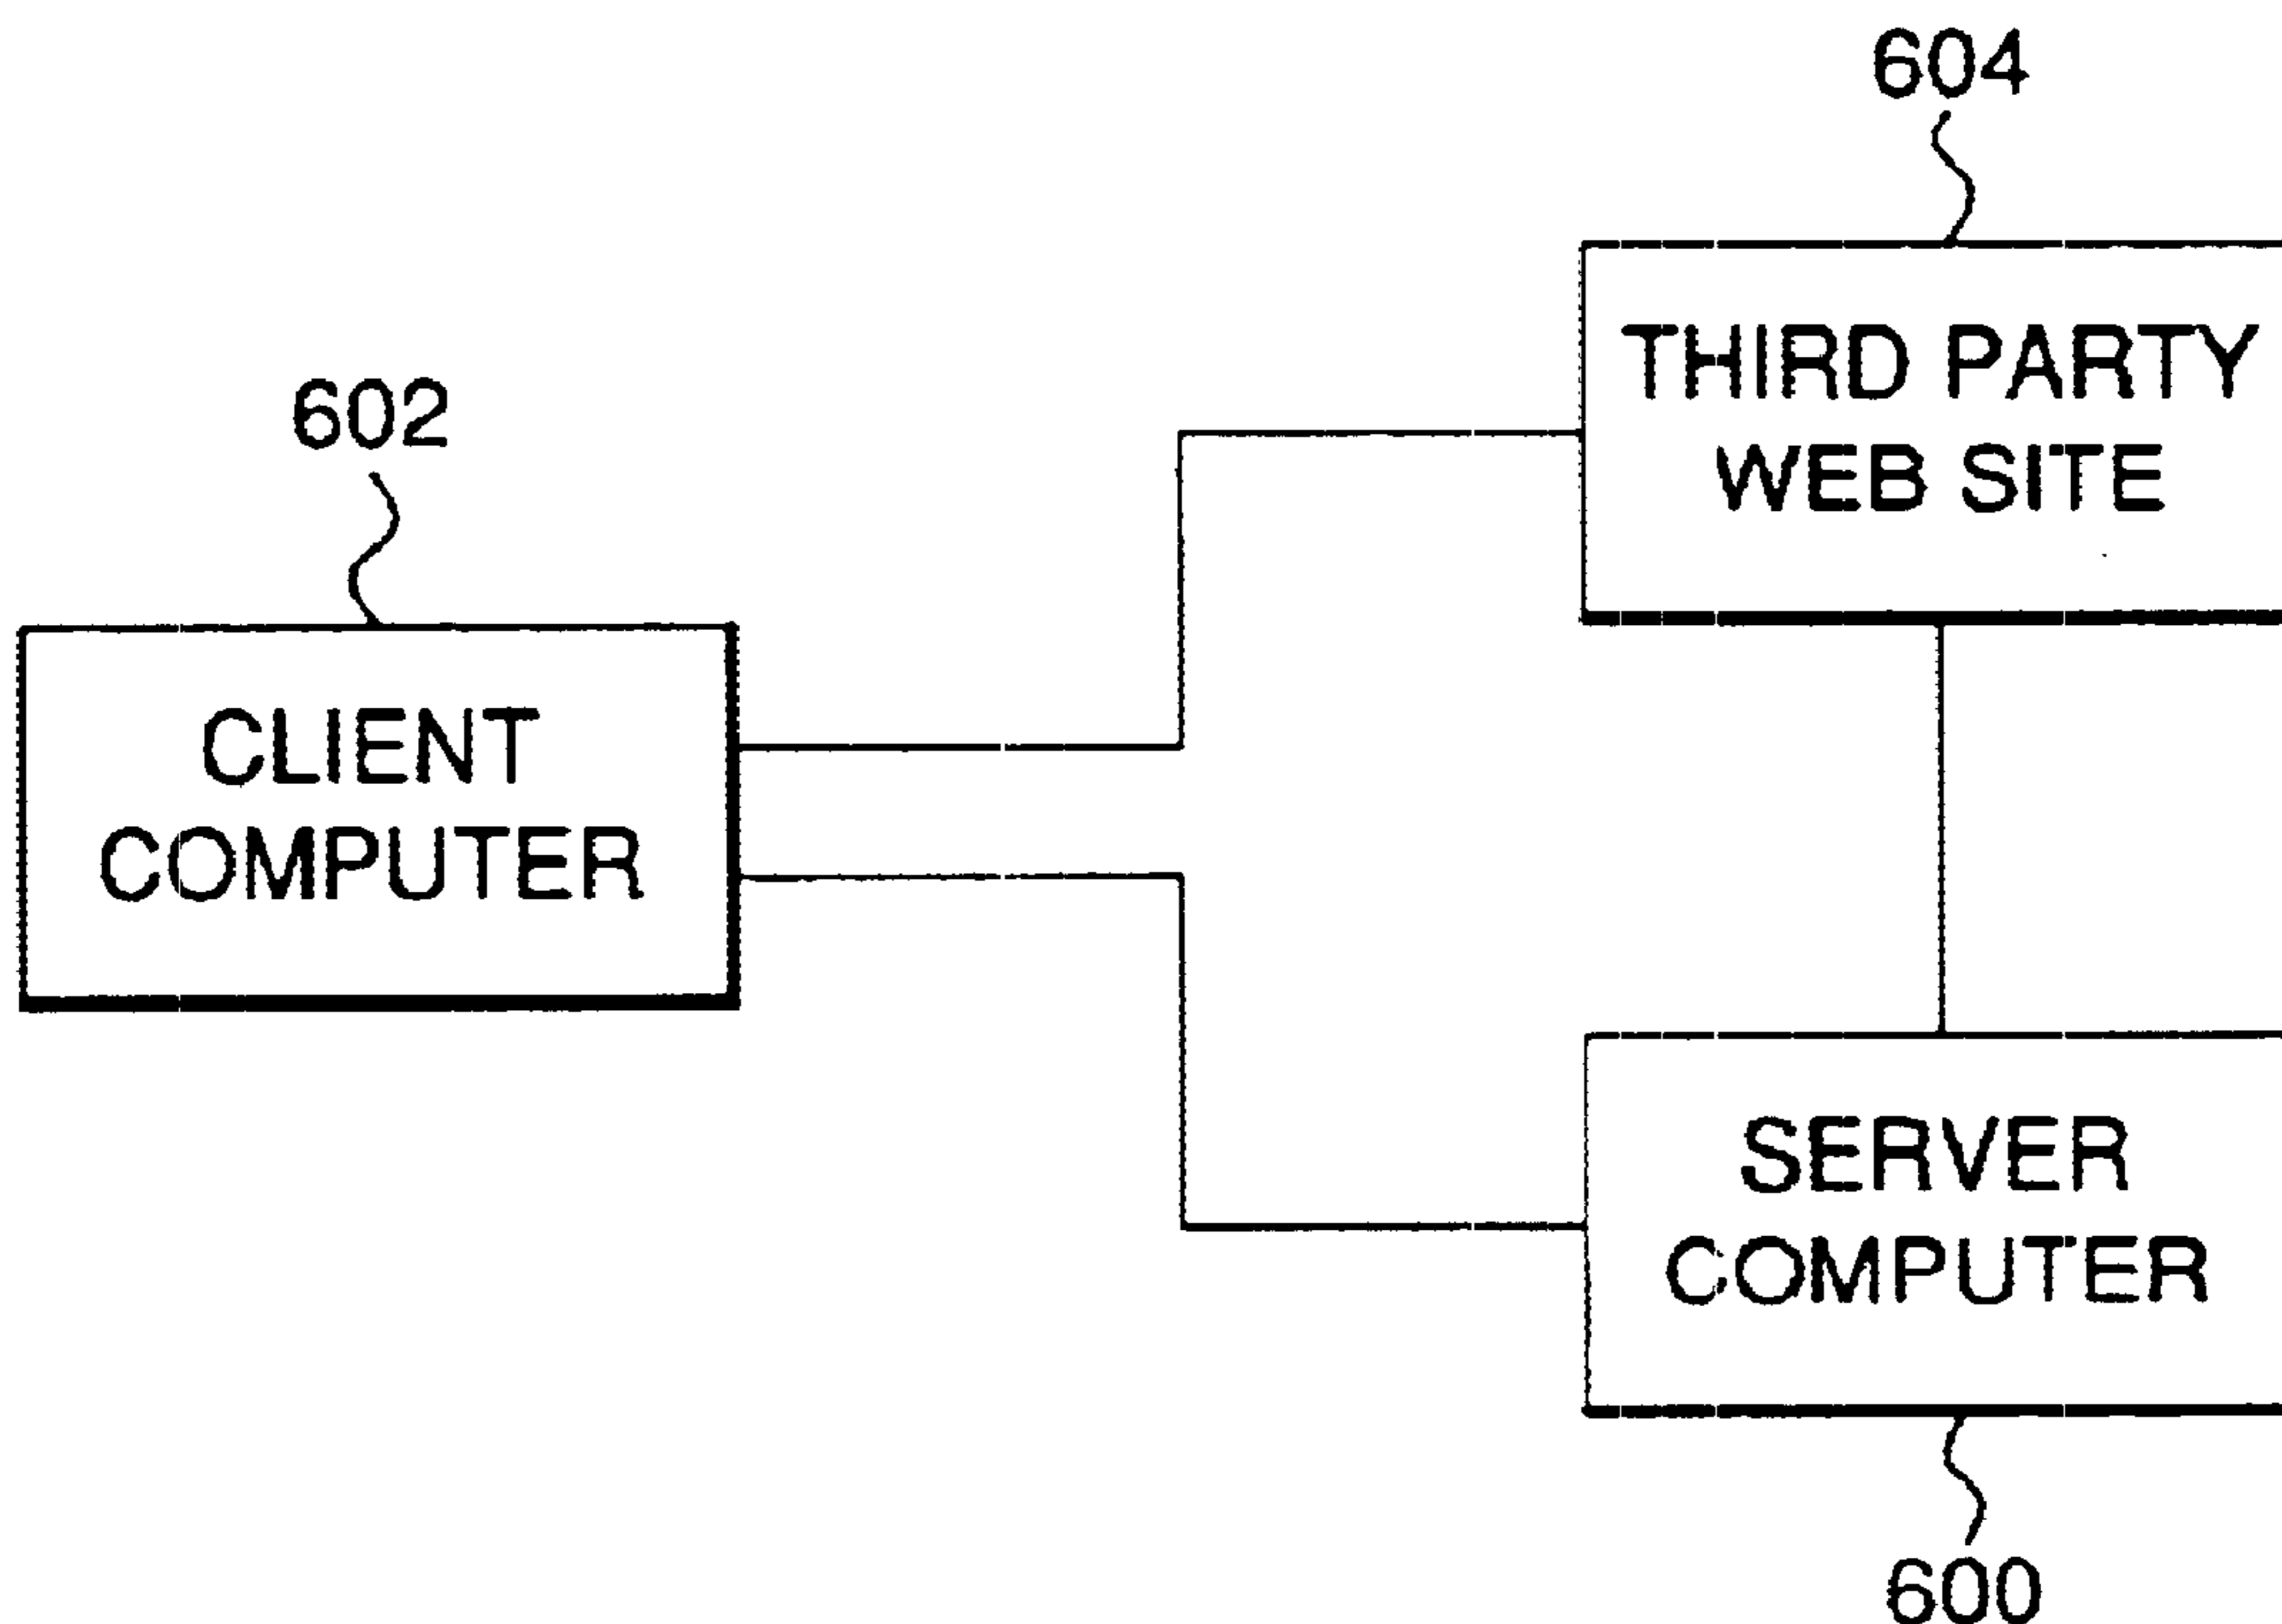 604
THIRD PARTY
WEB SITE
602
CLIENT
COMPUTER
SERVER
COMPUTER
600